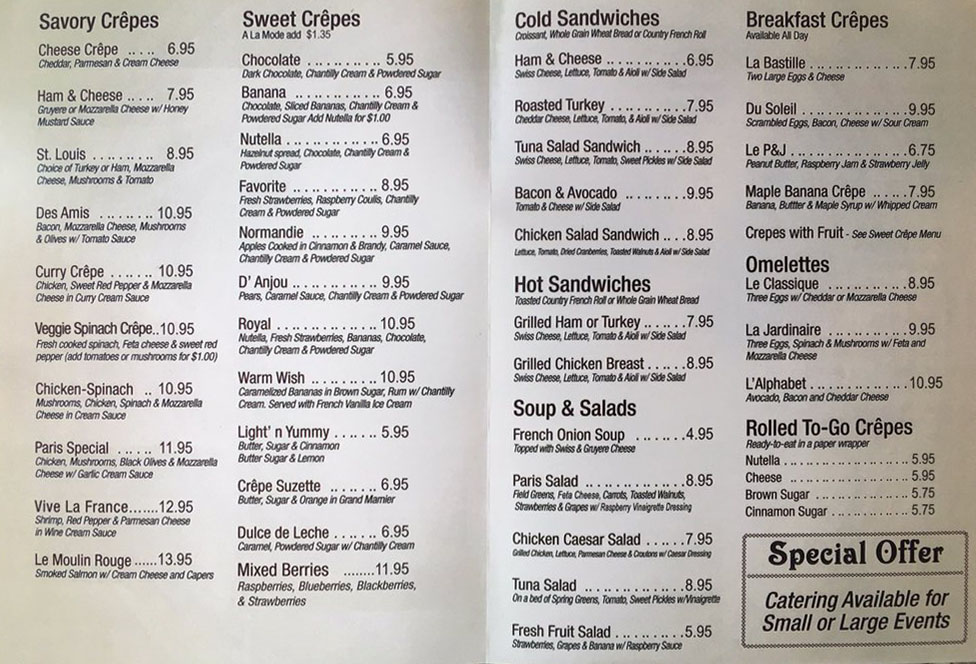 Savory Crêpes
Cheese Crêpe .. .. 6.95
Cheddar, Parmesan & Cream Cheese
Ham & Cheese .. .. 7.95
Gruyere or Mozzarella Cheese w/ Honey
Mustard Sauce
St. Louis .. .. .. .. 8.95
Choice of Turkey or Ham, Mozzarella
Cheese, Mushrooms & Tomato
Des Amis .. .. .. .. 10.95
Bacon, Mozzarella Cheese, Mushrooms
& Olives w/ Tomato Sauce
Curry Crêpe .. .. .. 10.95
Chicken, Sweet Red Pepper & Mozzarella
Cheese in Curry Cream Sauce
Veggie Spinach Crêpe..10.95
Fresh cooked spinach, Feta cheese & sweet red
pepper (add tomatoes or mushrooms for $1.00)
Chicken-Spinach .. 10.95
Mushrooms, Chicken, Spinach & Mozzarella
Cheese in Cream Sauce
Paris Special .. .. .. 11.95
Chicken, Mushrooms, Black Olives & Mozzarella
Cheese w/ Garlic Cream Sauce
Vive La France.......12.95
Shrimp, Red Pepper & Parmesan Cheese
in Wine Cream Sauce
Le Moulin Rouge ......13.95
Smoked Salmon w/ Cream Cheese and Capers
Sweet Crêpes
A La Mode add $1.35
Chocolate .. .. .. .. .. 5.95
Dark Chocolate, Chantilly Cream & Powdered Sugar
Banana .. .. .. .. .. .. 6.95
Chocolate, Sliced Bananas, Chantilly Cream &
Powdered Sugar Add Nutella for $1.00
Nutella .. .. .. .. .. .. 6.95
Hazelnut spread, Chocolate, Chantilly Cream &
Powdered Sugar
Favorite .. .. .. .. .. .. 8.95
Fresh Strawberries, Raspberry Coulis, Chantilly
Cream & Powdered Sugar
Normandie .. .. .. .. .. 9.95
Apples Cooked in Cinnamon & Brandy, Caramel Sauce,
Chantilly Cream & Powdered Sugar
D' Anjou .. .. .. .. .. .. 9.95
Pears, Caramel Sauce, Chantilly Cream & Powdered Sugar
Royal .. .. .. .. .. .. .. 10.95
Nutella, Fresh Strawberries, Bananas, Chocolate,
Chantilly Cream & Powdered Sugar
Warm Wish .. .. .. .. .. 10.95
Caramelized Bananas in Brown Sugar, Rum w/ Chantilly
Cream. Served with French Vanilla Ice Cream
Light' n Yummy .. .. .. 5.95
Butter, Sugar & Cinnamon
Butter, Sugar & Lemon
Crêpe Suzette .. .. .. .. 6.95
Butter, Sugar & Orange in Grand Marnier
Dulce de Leche .. .. .. 6.95
Caramel, Powdered Sugar w/ Chantilly Cream
Mixed Berries ........11.95
Raspberries, Blueberries, Blackberries,
& Strawberries
Cold Sandwiches
Croissant, Whole Grain Wheat Bread or Country French Roll
Ham & Cheese .. .. .. .. ..6.95
Swiss Cheese, Lettuce, Tomato & Aioli w/ Side Salad
Roasted Turkey .. .. .. .. ..7.95
Cheddar Cheese, Lettuce, Tomato, & Aioli w/ Side Salad
Tuna Salad Sandwich .. .. ..8.95
Swiss Cheese, Lettuce, Tomato, Sweet Pickles w/ Side Salad
Bacon & Avocado .. .. .. ..9.95
Tomato & Cheese w/ Side Salad
Chicken Salad Sandwich .. ..8.95
Lettuce, Tomato, Dried Cranberries, Toasted Walnuts & Aioli w/ Side Salad
Hot Sandwiches
Toasted Country French Roll or Whole Grain Wheat Bread
Grilled Ham or Turkey .. .. ..7.95
Swiss Cheese, Lettuce, Tomato & Aioli w/ Side Salad
Grilled Chicken Breast .. .. ..8.95
Swiss Cheese, Lettuce, Tomato & Aioli w/ Side Salad
Soup & Salads
French Onion Soup .. .. .. ..4.95
Topped with Swiss & Gruyere Cheese
Paris Salad .. .. .. .. .. ..8.95
Field Greens, Feta Cheese, Carrots, Toasted Walnuts,
Strawberries & Grapes w/ Raspberry Vinaigrette Dressing
Chicken Caesar Salad .. .. ..7.95
Grilled Chicken, Lettuce, Parmesan Cheese & Croutons w/ Caesar Dressing
Tuna Salad .. .. .. .. .. ..8.95
On a bed of Spring Greens, Tomato, Sweet Pickles w/Vinaigrette
Fresh Fruit Salad .. .. .. .. ..5.95
Strawberries, Grapes & Banana w/ Raspberry Sauce
Breakfast Crêpes
Available All Day
La Bastille .. .. .. .. .. .. ..7.95
Two Large Eggs & Cheese
Du Soleil .. .. .. .. .. .. .. ..9.95
Scrambled Eggs, Bacon, Cheese w/ Sour Cream
Le P&J .. .. .. .. .. .. .. ..6.75
Peanut Butter, Raspberry Jam & Strawberry Jelly
Maple Banana Crêpe .. .. ..7.95
Banana, Buttter & Maple Syrup w/ Whipped Cream
Crepes with Fruit - See Sweet Crêpe Menu
Omelettes
Le Classique .. .. .. .. .. ..8.95
Three Eggs w/ Cheddar or Mozzarella Cheese
La Jardinaire .. .. .. .. .. ..9.95
Three Eggs, Spinach & Mushrooms w/ Feta and
Mozzarella Cheese
L'Alphabet .. .. .. .. .. .. ..10.95
Avocado, Bacon and Cheddar Cheese
Rolled To-Go Crêpes
Ready-to-eat in a paper wrapper
Nutella .. .. .. .. .. .. .. .. .. 5.95
Cheese .. .. .. .. .. .. .. .. .. 5.95
Brown Sugar .. .. .. .. .. .. .. 5.75
Cinnamon Sugar .. .. .. .. .. .. 5.75
Special Offer
Catering Available for
Small or Large Events